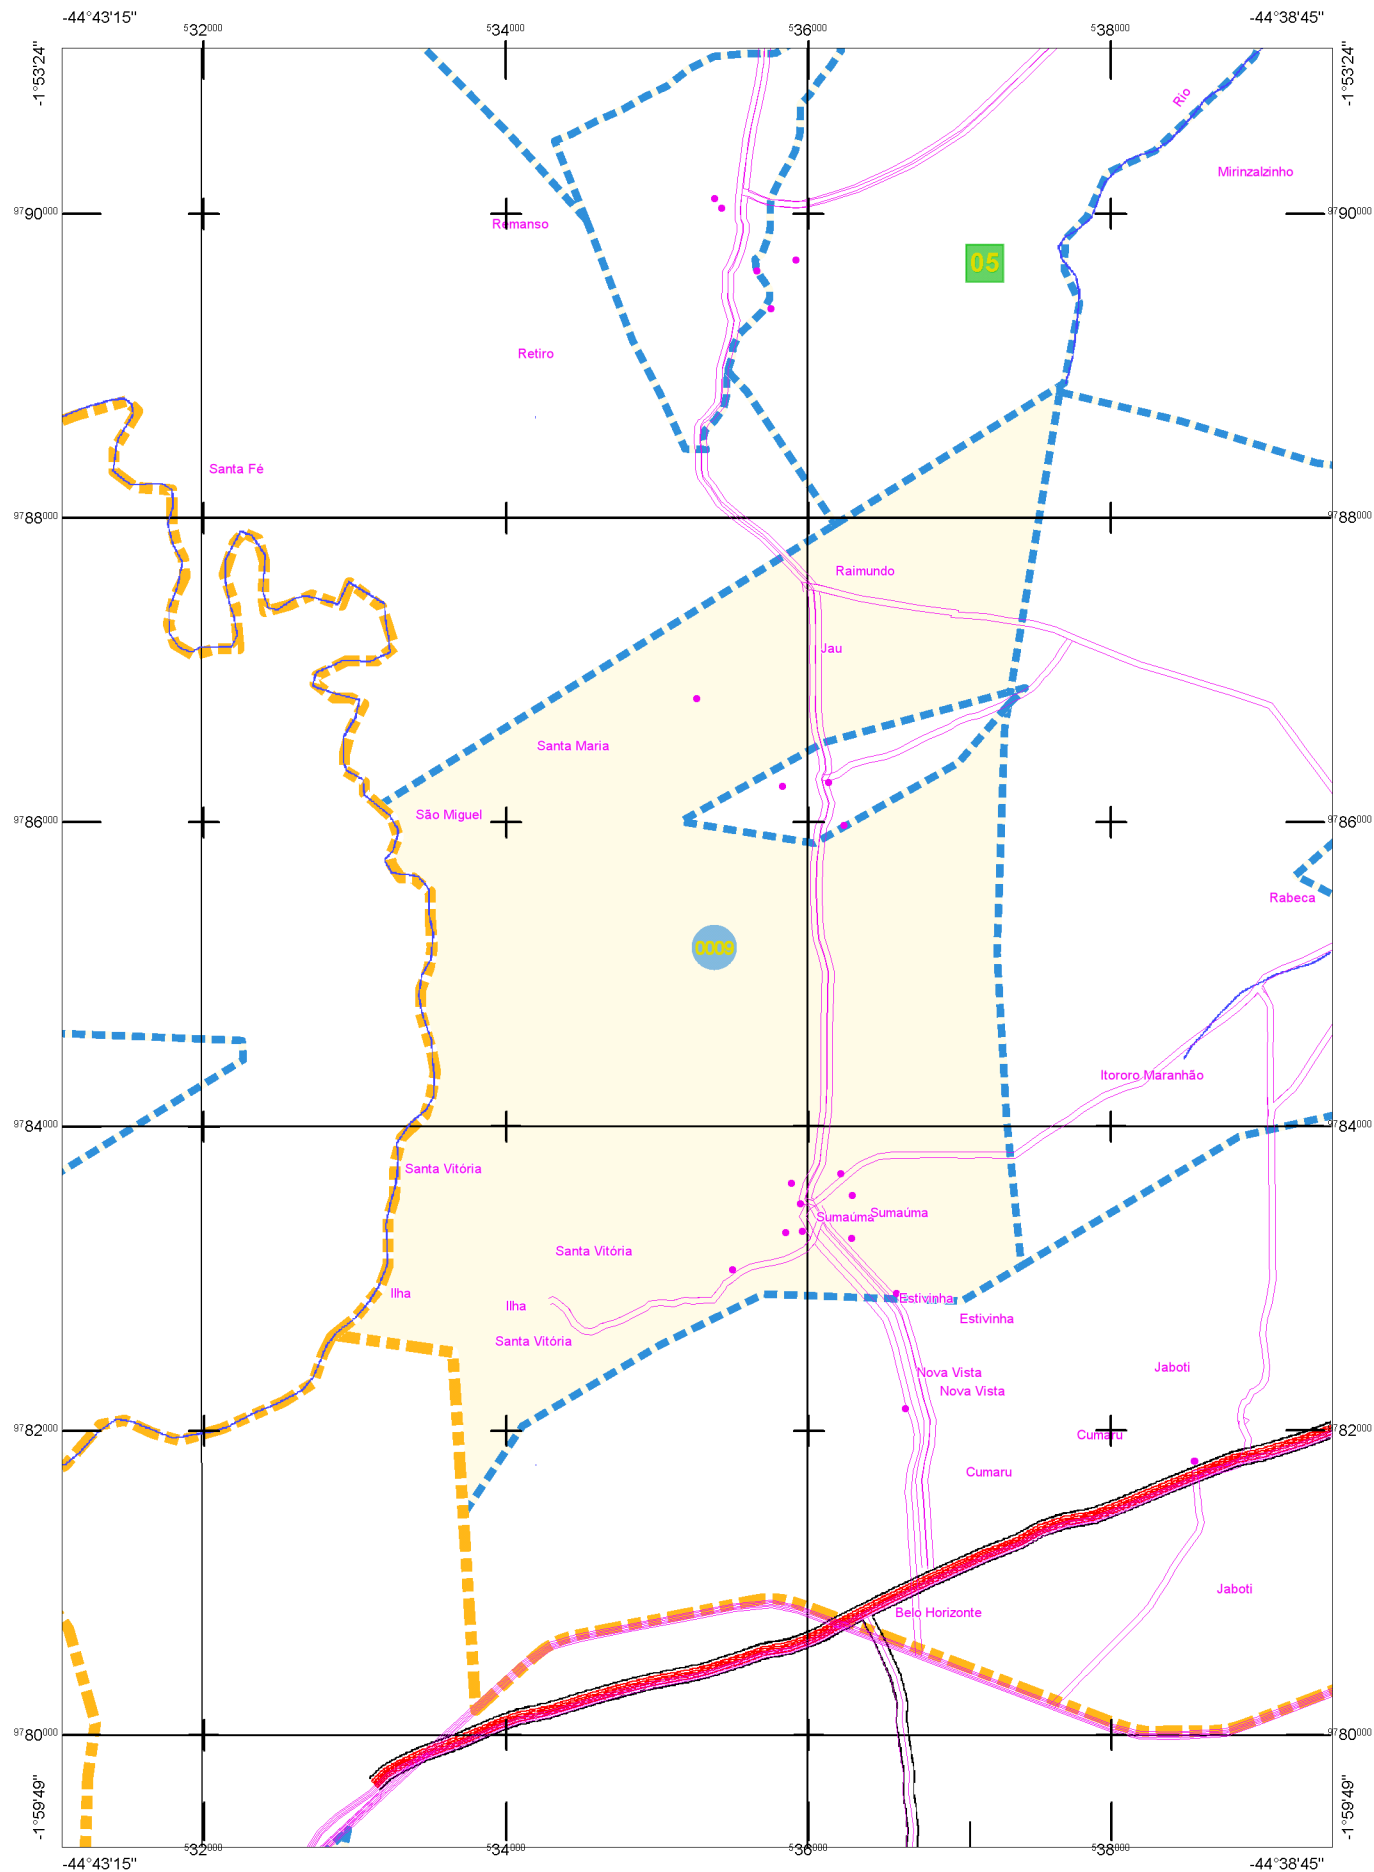 -44°43'15" -44°38'45"
532000 534000 536000 538000
-1°53'24" -1°53'24"
Rio
Mirinzalzinho
9790000 9790000
Remanso
05
Retiro
Santa Fé
9788000 9788000
Raimundo
Jau
Santa Maria
São Miguel
9786000 9786000
Rabeca
0009
Itororo Maranhão
9784000 9784000
Santa Vitória
Sumaúma
Sumaúma
Santa Vitória
Ilha
Estivinha
Ilha
Estivinha
Santa Vitória
Jaboti
Nova Vista
Nova Vista
9782000 9782000
Cumaru
Cumaru
Jaboti
Belo Horizonte
9780000 9780000
-1°59'49" -1°59'49"
532000 534000 536000 538000
-44°43'15" -44°38'45"